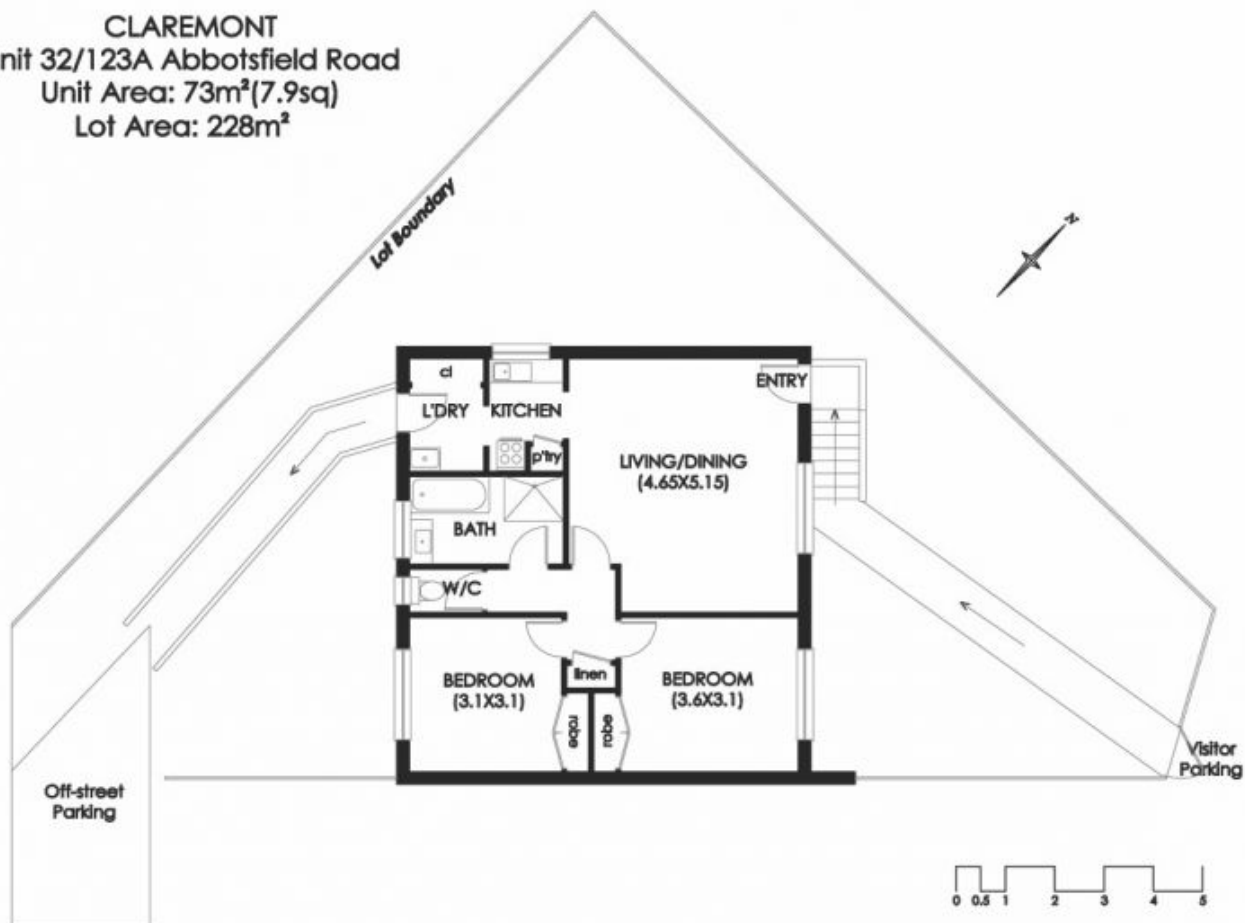 CLAREMONT
nit 32/123A Abbotsfield Road
Unit Area: 73m²(7.9sq)
Lot Area: 228m²
Lot Boundary
N
cl
L'DRY
KITCHEN
ENTRY
p'try
LIVING/DINING
(4.65X5.15)
BATH
W/C
BEDROOM
(3.1X3.1)
linen
BEDROOM
(3.6X3.1)
robe
robe
Visitor
Parking
Off-street
Parking
0 0.5 1 2 3 4 5